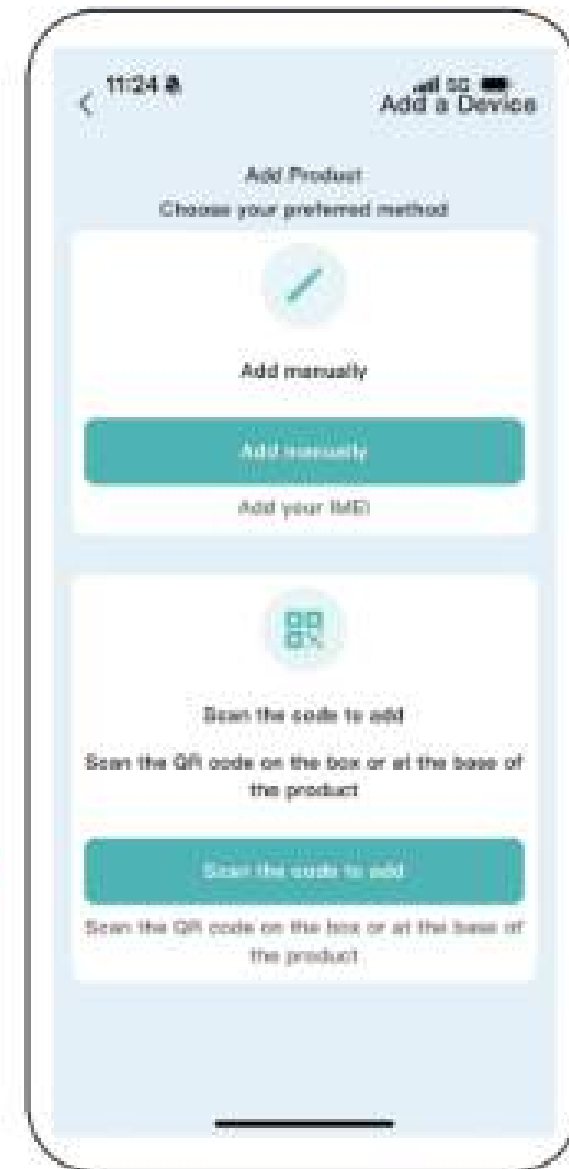 11:24
5G
Add a Device
Add Product
Choose your preferred method
Add manually
Add manually
Add your IMEI
Scan the code to add
Scan the QR code on the box or at the base of
the product
Scan the code to add
Scan the QR code on the box or at the base of
the product